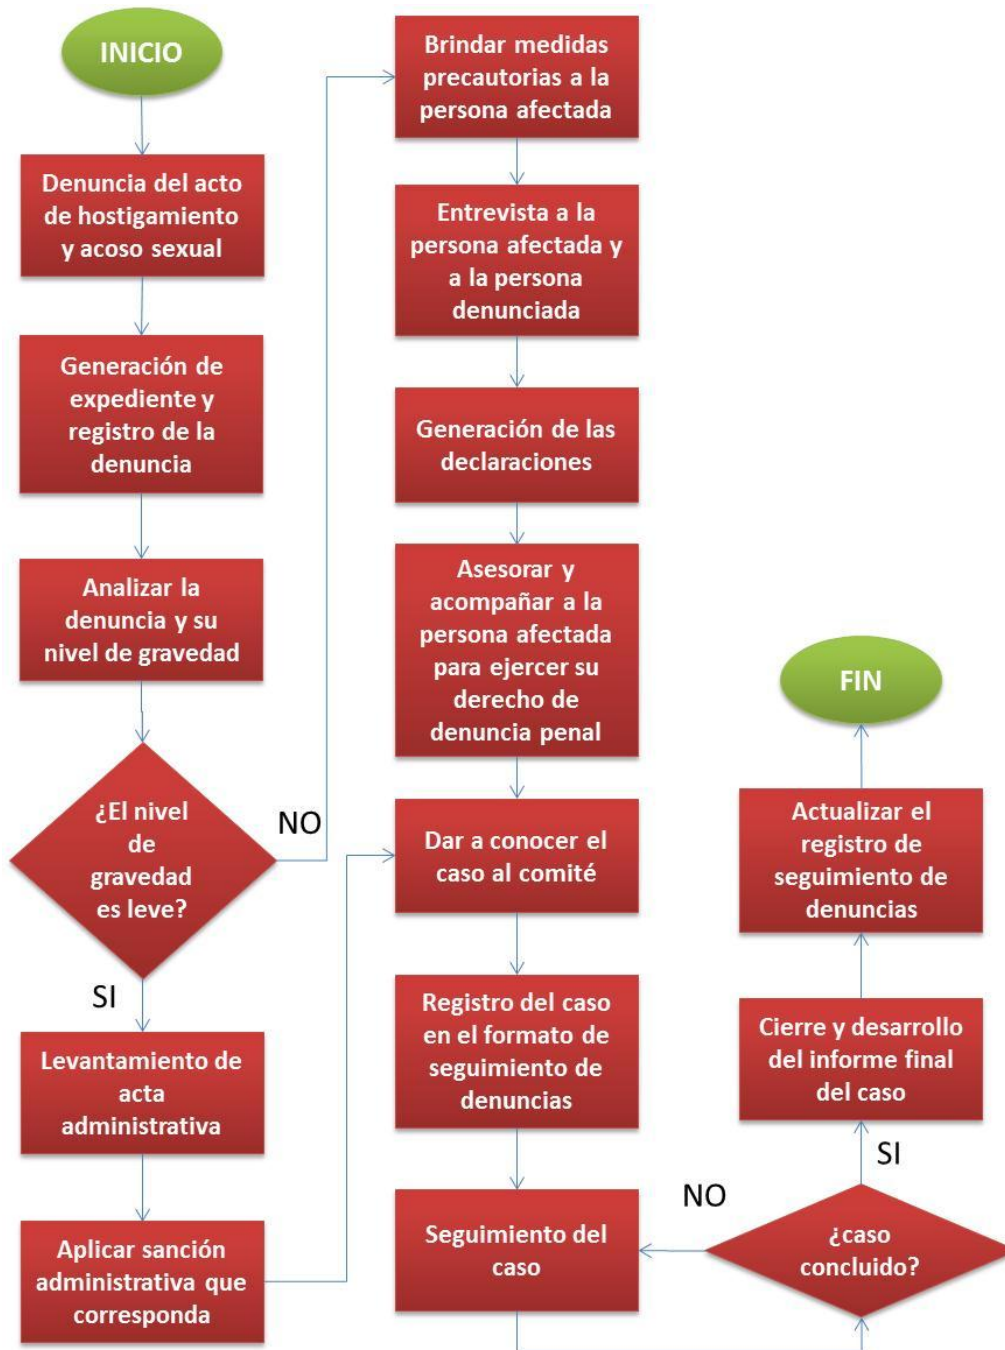 INICIO
Denuncia del acto
de hostigamiento
y acoso sexual
Generación de
expediente y
registro de la
denuncia
Analizar la
denuncia y su
nivel de gravedad
¿El nivel
de
gravedad
es leve?
NO
SI
Levantamiento de
acta
administrativa
Aplicar sanción
administrativa que
corresponda
Brindar medidas
precautorias a la
persona afectada
Entrevista a la
persona afectada y
a la persona
denunciada
Generación de las
declaraciones
Asesorar y
acompañar a la
persona afectada
para ejercer su
derecho de
denuncia penal
Dar a conocer el
caso al comité
Registro del caso
en el formato de
seguimiento de
denuncias
Seguimiento del
caso
¿caso
concluido?
NO
SI
Cierre y desarrollo
del informe final
del caso
Actualizar el
registro de
seguimiento de
denuncias
FIN